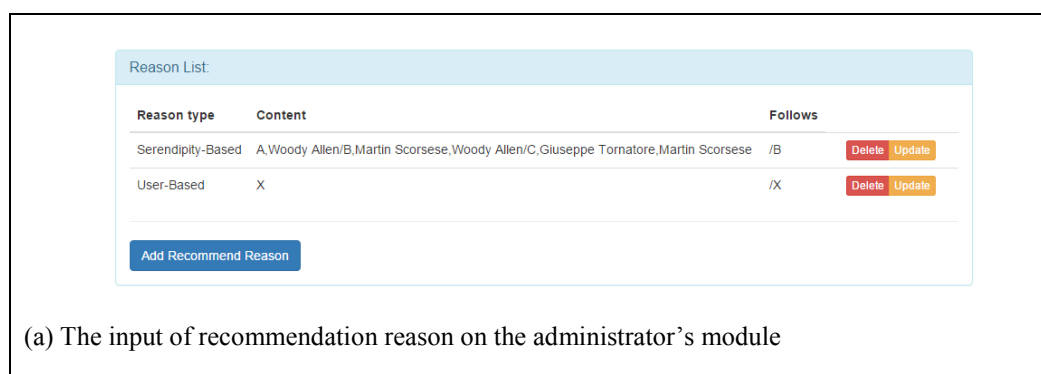 Reason List:
Reason type Content Follows
Serendipity-Based A,Woody Allen/B,Martin Scorsese,Woody Allen/C,Giuseppe Tornatore,Martin Scorsese /B Delete Update
User-Based X /X Delete Update
Add Recommend Reason
(a) The input of recommendation reason on the administrator’s module